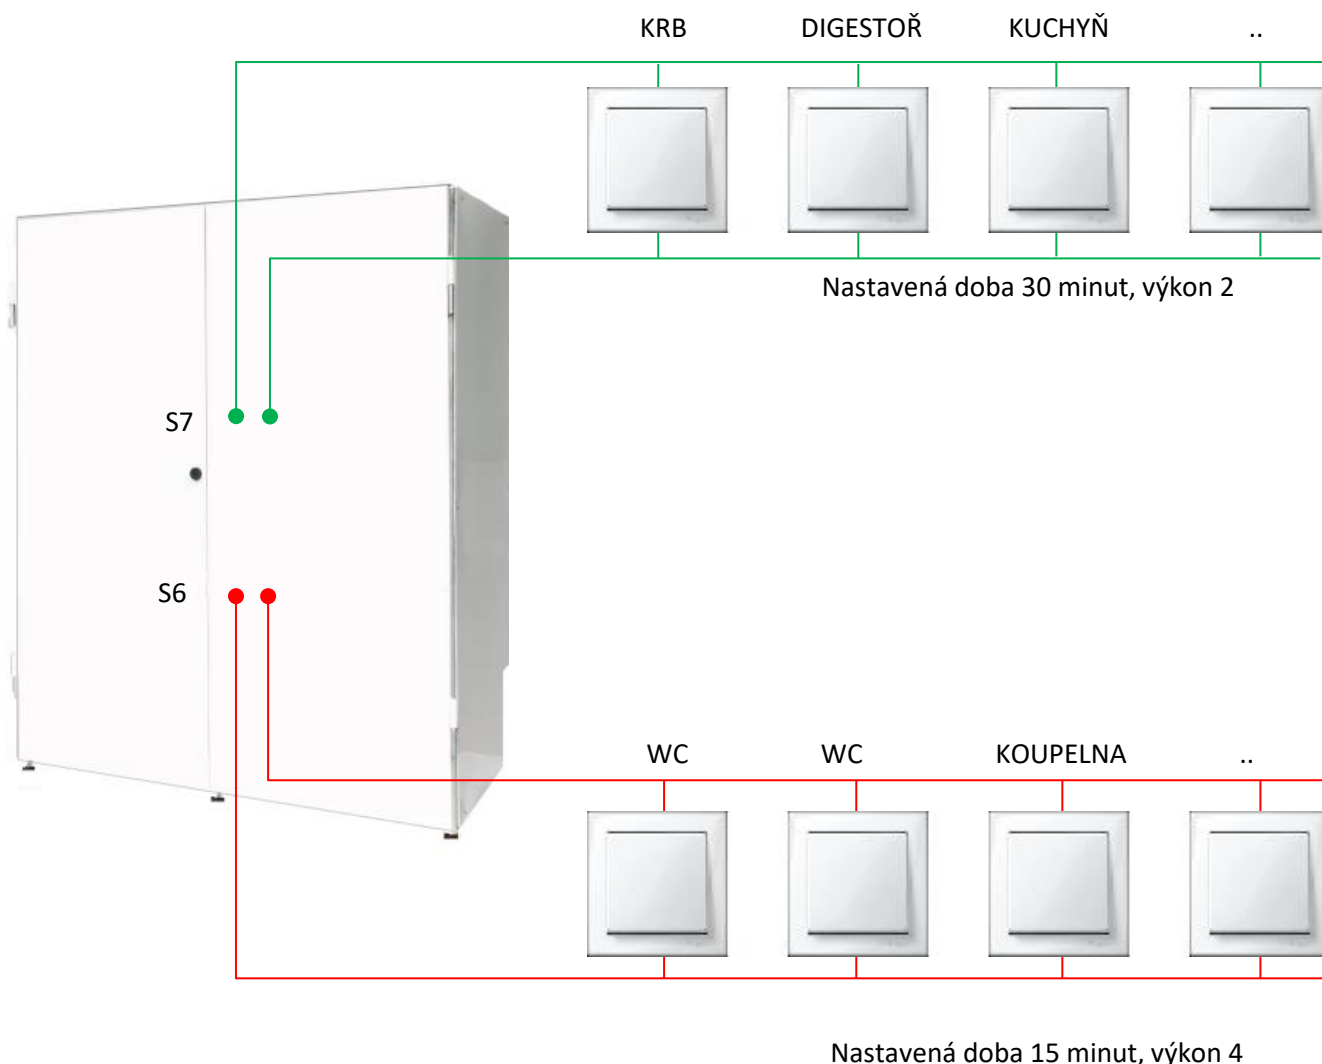 KRB DIGESTOŘ KUCHYŇ ..
Nastavená doba 30 minut, výkon 2
S7
S6
WC WC KOUPELNA ..
Nastavená doba 15 minut, výkon 4